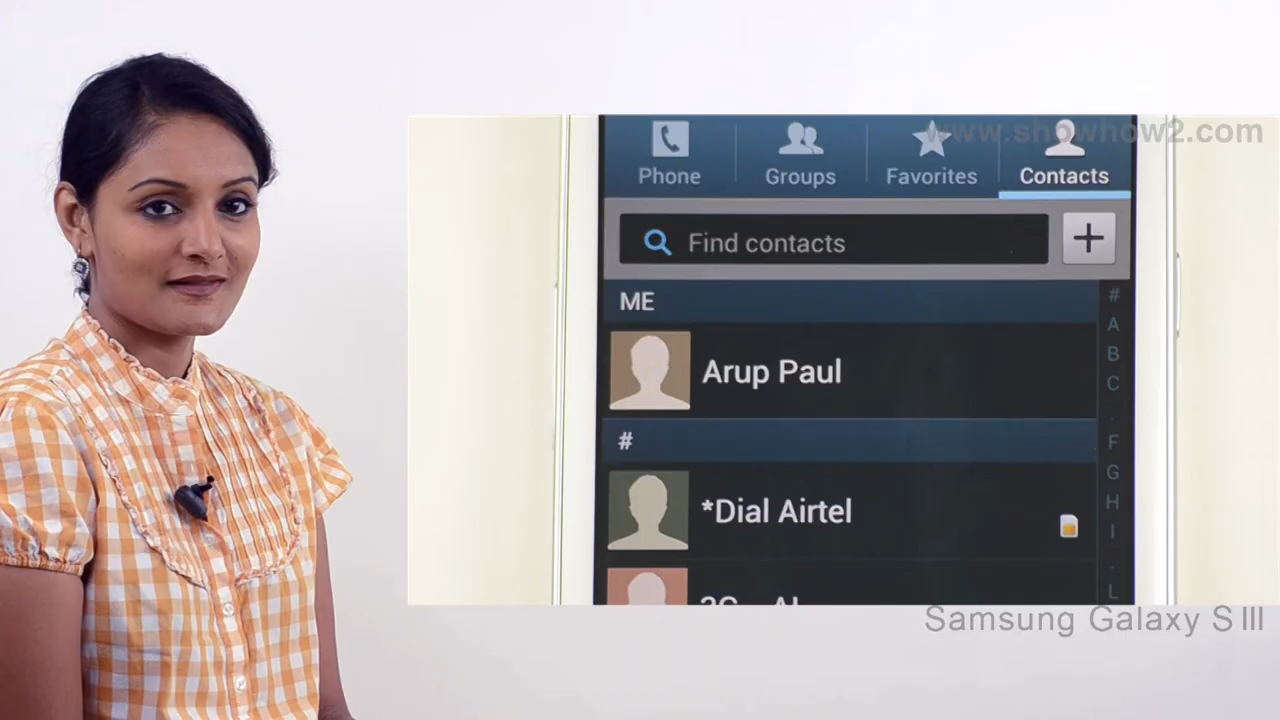 www.showhow2.com
Phone Groups Favorites Contacts
Find contacts
ME
Arup Paul
#
*Dial Airtel
#
A
B
C
.
F
G
H
I
.
L
Samsung Galaxy S III